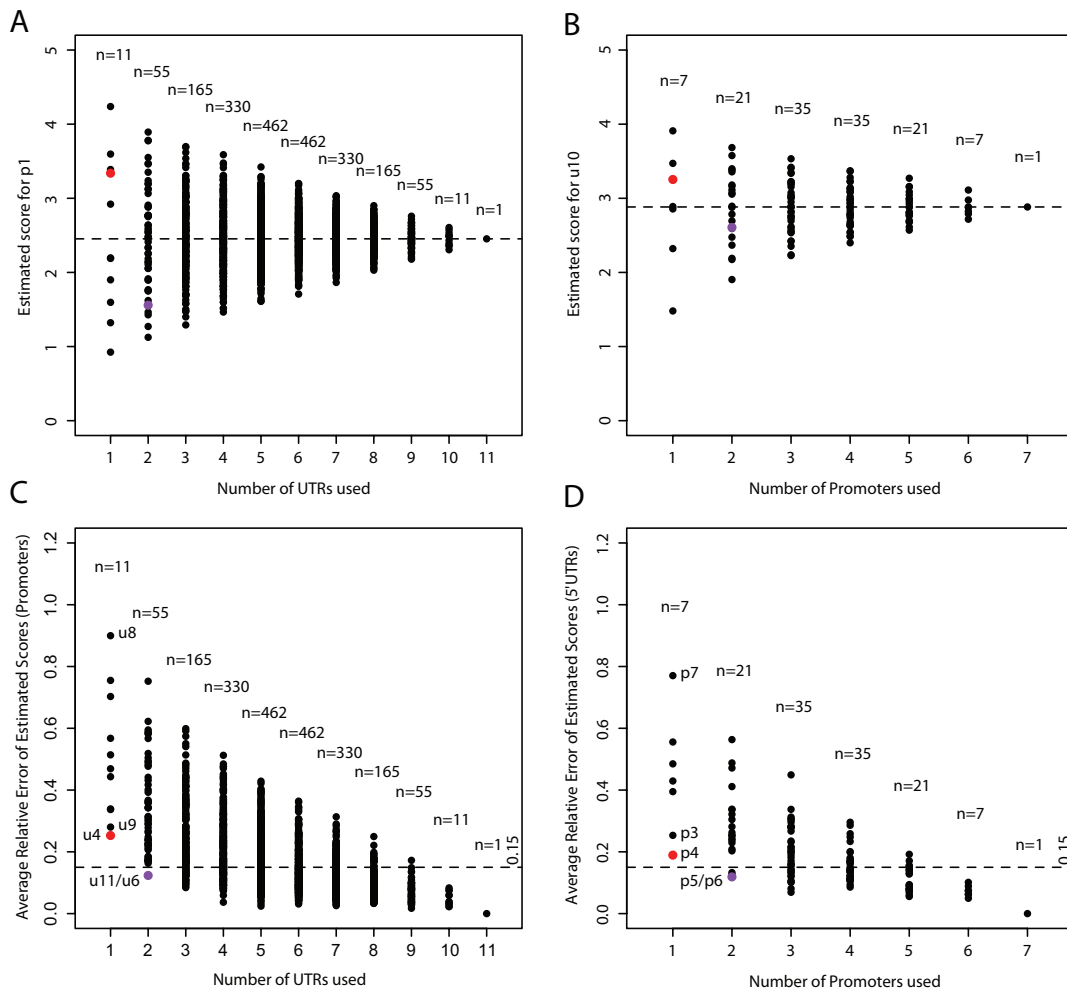 A
Estimated score for p1
5
4
3
2
1
0
n=11
n=55
n=165
n=330
n=462
n=462
n=330
n=165
n=55
n=11
n=1
1 2 3 4 5 6 7 8 9 10 11
Number of UTRs used
B
Estimated score for u10
5
4
3
2
1
0
n=7
n=21
n=35
n=35
n=21
n=7
n=1
1 2 3 4 5 6 7
Number of Promoters used
C
Average Relative Error of Estimated Scores (Promoters)
1.2
1.0
0.8
0.6
0.4
0.2
0.0
n=11
n=55
n=165
n=330
n=462
n=462
n=330
n=165
n=55
n=11
n=1
0.15
u8
u9
u4
u11/u6
1 2 3 4 5 6 7 8 9 10 11
Number of UTRs used
D
Average Relative Error of Estimated Scores (5'UTRs)
1.2
1.0
0.8
0.6
0.4
0.2
0.0
n=7
n=21
n=35
n=35
n=21
n=7
n=1
0.15
p7
p3
p4
p5/p6
1 2 3 4 5 6 7
Number of Promoters used